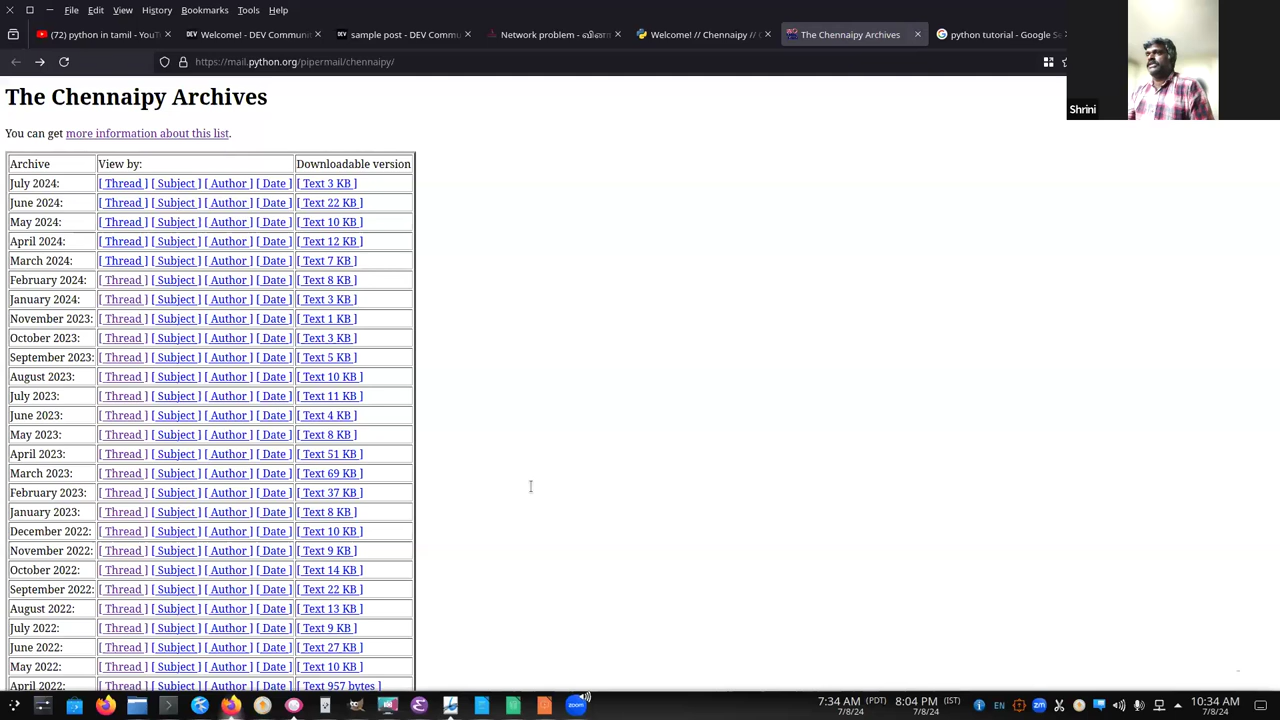 File Edit View History Bookmarks Tools Help
(72) python in tamil - YouT
Welcome! - DEV Commun
sample post - DEV Commu
Network problem - வினா
Welcome! // Chennaipy // C
The Chennaipy Archives
python tutorial - Google Se
https://mail.python.org/pipermail/chennaipy/
Shrini
The Chennaipy Archives
You can get more information about this list.
Archive View by: Downloadable version
July 2024: [ Thread ] [ Subject ] [ Author ] [ Date ] [ Text 3 KB ]
June 2024: [ Thread ] [ Subject ] [ Author ] [ Date ] [ Text 22 KB ]
May 2024: [ Thread ] [ Subject ] [ Author ] [ Date ] [ Text 10 KB ]
April 2024: [ Thread ] [ Subject ] [ Author ] [ Date ] [ Text 12 KB ]
March 2024: [ Thread ] [ Subject ] [ Author ] [ Date ] [ Text 7 KB ]
February 2024: [ Thread ] [ Subject ] [ Author ] [ Date ] [ Text 8 KB ]
January 2024: [ Thread ] [ Subject ] [ Author ] [ Date ] [ Text 3 KB ]
November 2023: [ Thread ] [ Subject ] [ Author ] [ Date ] [ Text 1 KB ]
October 2023: [ Thread ] [ Subject ] [ Author ] [ Date ] [ Text 3 KB ]
September 2023: [ Thread ] [ Subject ] [ Author ] [ Date ] [ Text 5 KB ]
August 2023: [ Thread ] [ Subject ] [ Author ] [ Date ] [ Text 10 KB ]
July 2023: [ Thread ] [ Subject ] [ Author ] [ Date ] [ Text 11 KB ]
June 2023: [ Thread ] [ Subject ] [ Author ] [ Date ] [ Text 4 KB ]
May 2023: [ Thread ] [ Subject ] [ Author ] [ Date ] [ Text 8 KB ]
April 2023: [ Thread ] [ Subject ] [ Author ] [ Date ] [ Text 51 KB ]
March 2023: [ Thread ] [ Subject ] [ Author ] [ Date ] [ Text 69 KB ]
February 2023: [ Thread ] [ Subject ] [ Author ] [ Date ] [ Text 37 KB ]
January 2023: [ Thread ] [ Subject ] [ Author ] [ Date ] [ Text 8 KB ]
December 2022: [ Thread ] [ Subject ] [ Author ] [ Date ] [ Text 10 KB ]
November 2022: [ Thread ] [ Subject ] [ Author ] [ Date ] [ Text 9 KB ]
October 2022: [ Thread ] [ Subject ] [ Author ] [ Date ] [ Text 14 KB ]
September 2022: [ Thread ] [ Subject ] [ Author ] [ Date ] [ Text 22 KB ]
August 2022: [ Thread ] [ Subject ] [ Author ] [ Date ] [ Text 13 KB ]
July 2022: [ Thread ] [ Subject ] [ Author ] [ Date ] [ Text 9 KB ]
June 2022: [ Thread ] [ Subject ] [ Author ] [ Date ] [ Text 27 KB ]
May 2022: [ Thread ] [ Subject ] [ Author ] [ Date ] [ Text 10 KB ]
April 2022: [ Thread ] [ Subject ] [ Author ] [ Date ] [ Text 957 bytes ]
zoom
7:34 AM (PDT) 8:04 PM (IST) EN zm 10:34 AM
7/8/24 7/8/24 7/8/24